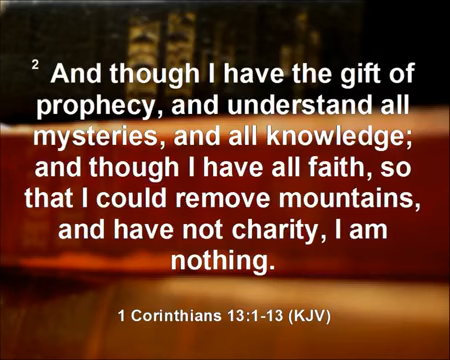 2 And though I have the gift of
prophecy, and understand all
mysteries, and all knowledge;
and though I have all faith, so
that I could remove mountains,
and have not charity, I am
nothing.
1 Corinthians 13:1-13 (KJV)